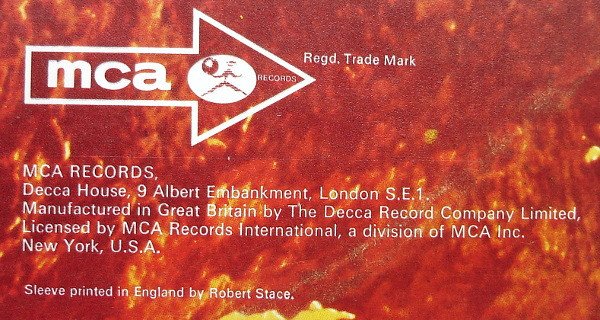 mca
RECORDS
Regd. Trade Mark
MCA RECORDS,
Decca House, 9 Albert Embankment, London S.E.1.
Manufactured in Great Britain by The Decca Record Company Limited,
Licensed by MCA Records International, a division of MCA Inc.
New York, U.S.A.
Sleeve printed in England by Robert Stace.